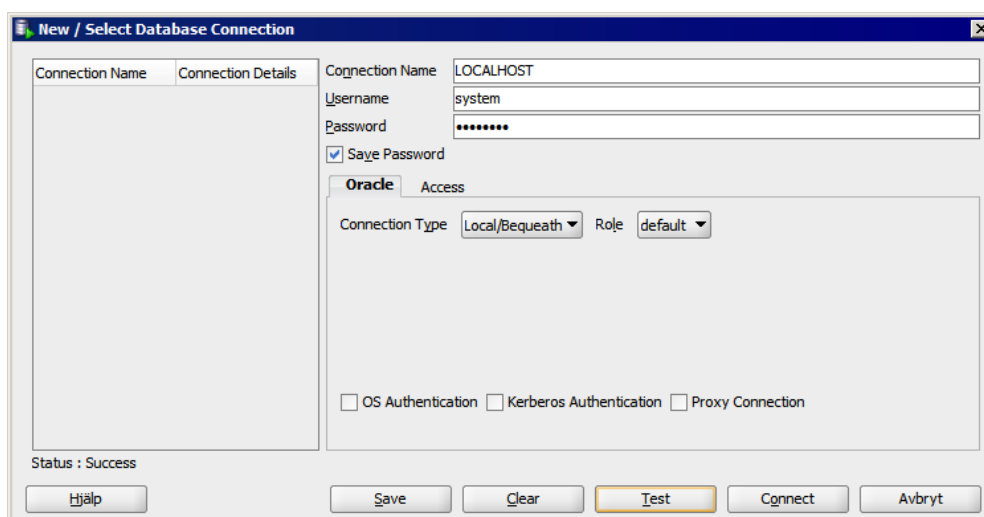 New / Select Database Connection
Connection Name Connection Details
Connection Name LOCALHOST
Username system
Password ••••••••
Save Password
Oracle Access
Connection Type Local/Bequeath Role default
OS Authentication Kerberos Authentication Proxy Connection
Status : Success
Hjälp Save Clear Test Connect Avbryt